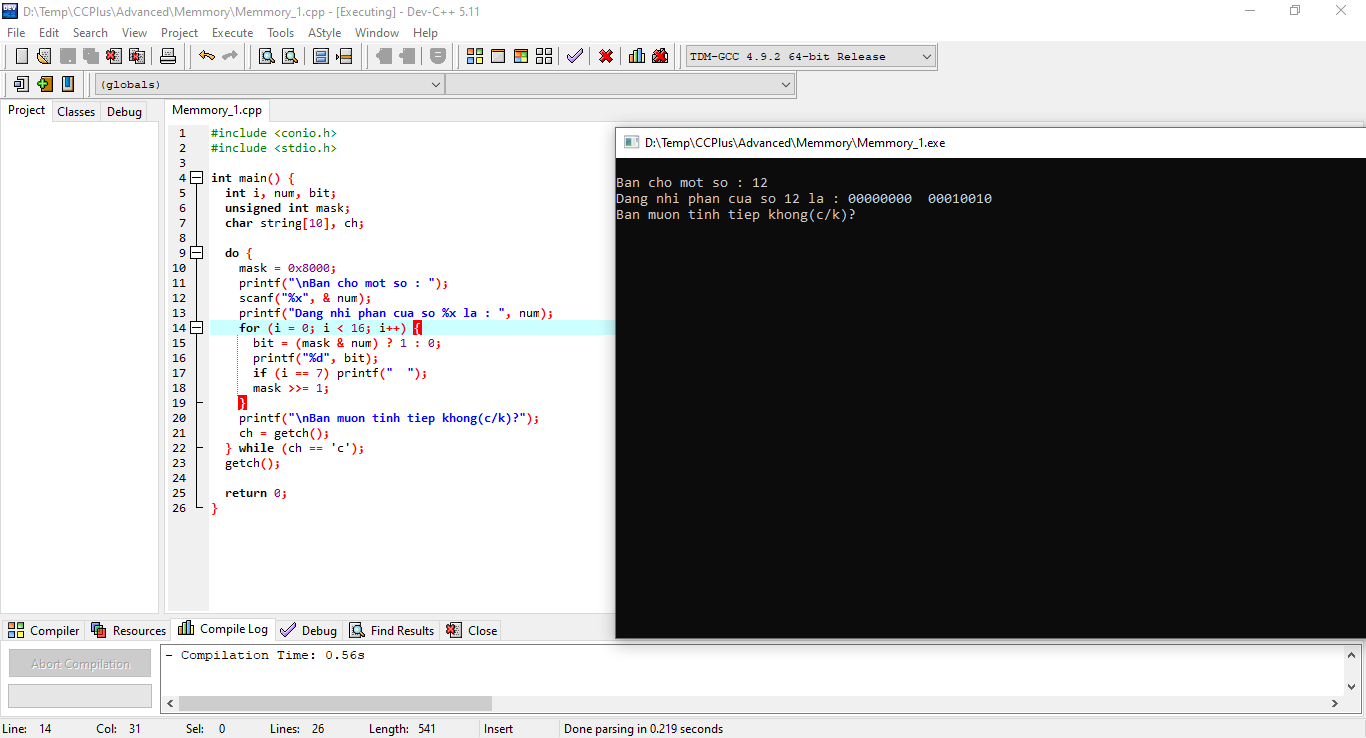 D:\Temp\CCPlus\Advanced\Memmory\Memmory_1.cpp - [Executing] - Dev-C++ 5.11
File Edit Search View Project Execute Tools AStyle Window Help
TDM-GCC 4.9.2 64-bit Release
(globals)
Project Classes Debug
Memmory_1.cpp
1 #include <conio.h>
2 #include <stdio.h>
3
4 int main() {
5 int i, num, bit;
6 unsigned int mask;
7 char string[10], ch;
8
9 do {
10 mask = 0x8000;
11 printf("\nBan cho mot so : ");
12 scanf("%x", & num);
13 printf("Dang nhi phan cua so %x la : ", num);
14 for (i = 0; i < 16; i++) {
15 bit = (mask & num) ? 1 : 0;
16 printf("%d", bit);
17 if (i == 7) printf("  ");
18 mask >>= 1;
19 }
20 printf("\nBan muon tinh tiep khong(c/k)?");
21 ch = getch();
22 } while (ch == 'c');
23 getch();
24
25 return 0;
26 }
D:\Temp\CCPlus\Advanced\Memmory\Memmory_1.exe
Ban cho mot so : 12
Dang nhi phan cua so 12 la : 00000000  00010010
Ban muon tinh tiep khong(c/k)?
Compiler Resources Compile Log Debug Find Results Close
Abort Compilation
- Compilation Time: 0.56s
Line: 14 Col: 31 Sel: 0 Lines: 26 Length: 541 Insert Done parsing in 0.219 seconds